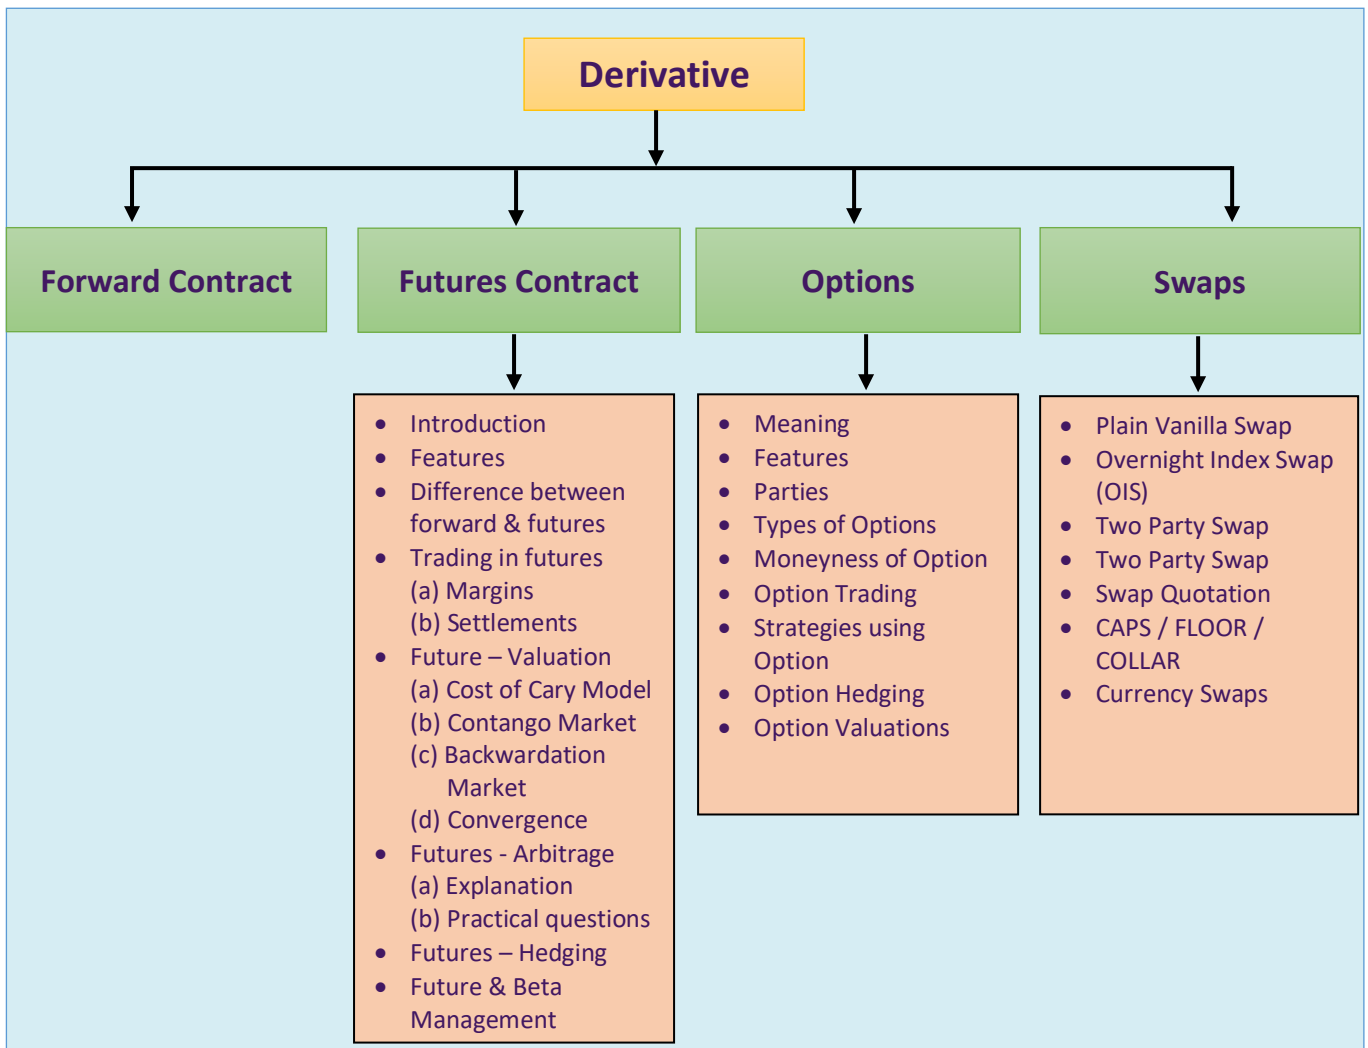 Derivative
Forward Contract
Futures Contract
Options
Swaps
• Introduction
• Features
• Difference between
forward & futures
• Trading in futures
(a) Margins
(b) Settlements
• Future – Valuation
(a) Cost of Cary Model
(b) Contango Market
(c) Backwardation
Market
(d) Convergence
• Futures - Arbitrage
(a) Explanation
(b) Practical questions
• Futures – Hedging
• Future & Beta
Management
• Meaning
• Features
• Parties
• Types of Options
• Moneyness of Option
• Option Trading
• Strategies using
Option
• Option Hedging
• Option Valuations
• Plain Vanilla Swap
• Overnight Index Swap
(OIS)
• Two Party Swap
• Two Party Swap
• Swap Quotation
• CAPS / FLOOR /
COLLAR
• Currency Swaps